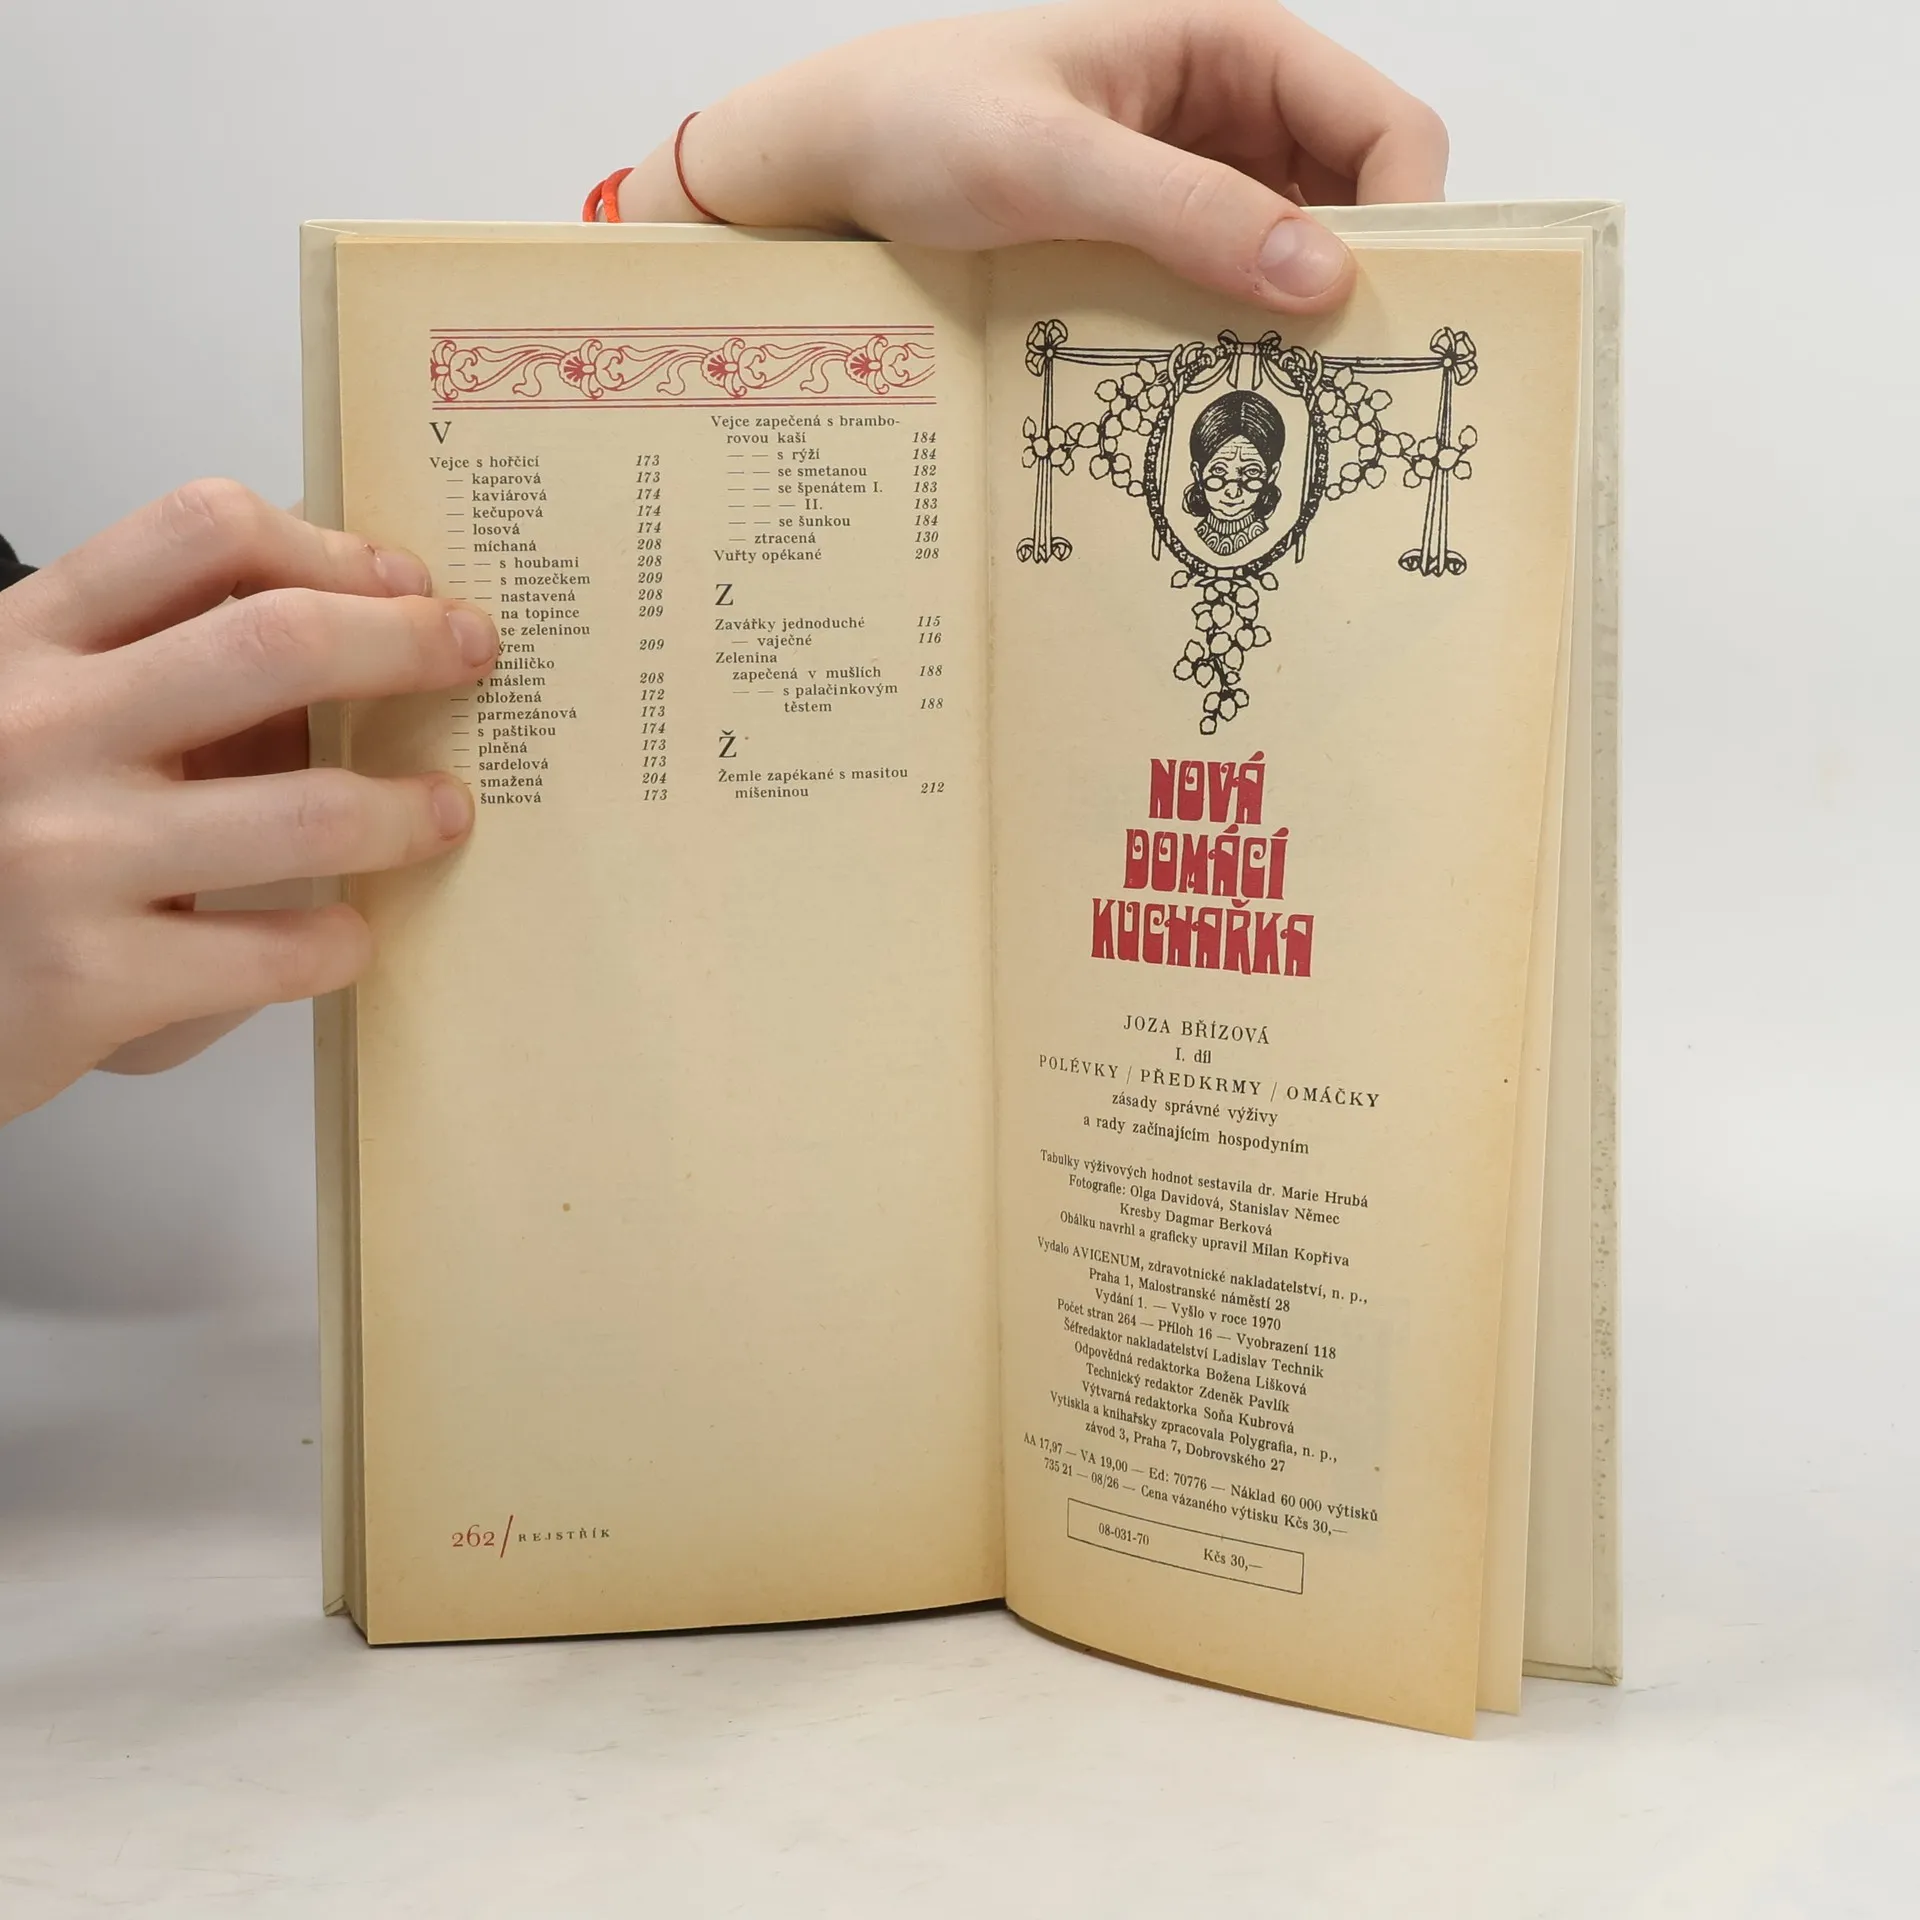 V
Vejce s hořčicí 173
— kaparová 173
— kaviárová 174
— kečupová 174
— losová 174
— míchaná 208
— — s houbami 208
— — s mozečkem 209
— — nastavená 208
na topince 209
se zeleninou
209
s máslem 208
— obložená 172
— parmezánová 173
— s paštikou 174
— plněná 173
— sardelová 173
— smažená 204
šunková 173
Vejce zapečená s brambo-
rovou kaší 184
— — s rýží 184
— — se smetanou 182
— — se špenátem I. 183
— — — II. 183
— — se šunkou 184
— ztracená 130
Vuřty opékané 208
Z
Zavářky jednoduché 115
— vaječné 116
Zelenina
zapečená v mušlích 188
— — s palačinkovým
těstem 188
Ž
Žemle zapékané s masitou
míšeninou 212
262/REJSTŘÍK
NOVÁ
DOMÁCÍ
KUCHAŘKA
JOZA BŘÍZOVÁ
I. díl
POLÉVKY / PŘEDKRMY / OMÁČKY
zásady správné výživy
a rady začínajícím hospodyním
Tabulky výživových hodnot sestavila dr. Marie Hrubá
Fotografie: Olga Davidová, Stanislav Němec
Kresby Dagmar Berková
Obálku navrhl a graficky upravil Milan Kopřiva
Vydalo AVICENUM, zdravotnické nakladatelství, n. p.,
Praha 1, Malostranské náměstí 28
Vydání 1. — Vyšlo v roce 1970
Počet stran 264 — Příloh 16 — Vyobrazení 118
Šéfredaktor nakladatelství Ladislav Technik
Odpovědná redaktorka Božena Lišková
Technický redaktor Zdeněk Pavlík
Výtvarná redaktorka Soňa Kubrová
Vytiskla a knihařsky zpracovala Polygrafia, n. p.,
závod 3, Praha 7, Dobrovského 27
AA 17,97 — VA 19,00 — Ed: 70776 — Náklad 60 000 výtisků
735 21 — 08/26 — Cena vázaného výtisku Kčs 30,—
08-031-70 Kčs 30,—